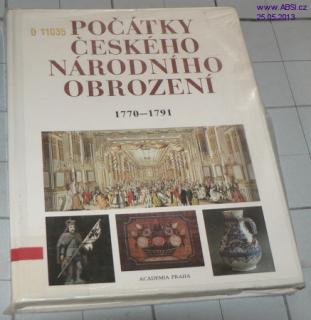 www.ABSI.cz
25.05.2013
D 11035
POČÁTKY
ČESKÉHO
NÁRODNÍHO
OBROZENÍ
1770—1791
ACADEMIA PRAHA